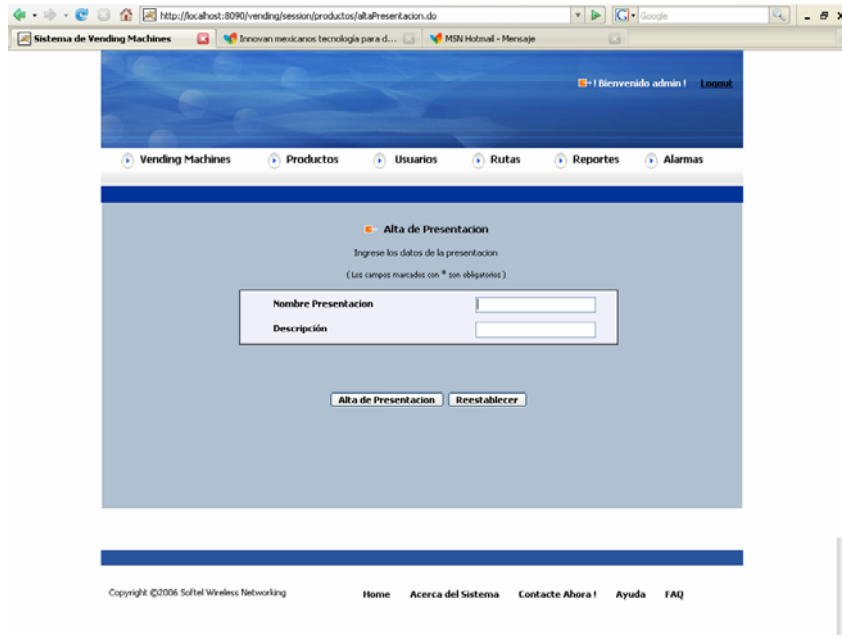 http://localhost:8090/vending/session/productos/altaPresentacion.do
Google
Sistema de Vending Machines
Innovan mexicanos tecnología para d...
MSN Hotmail - Mensaje
! Bienvenido admin !
Logout
Vending Machines
Productos
Usuarios
Rutas
Reportes
Alarmas
Alta de Presentacion
Ingrese los datos de la presentacion
( Los campos marcados con * son obligatorios )
Nombre Presentacion
Descripción
Alta de Presentacion
Reestablecer
Copyright ©2006 Softel Wireless Networking
Home
Acerca del Sistema
Contacte Ahora !
Ayuda
FAQ